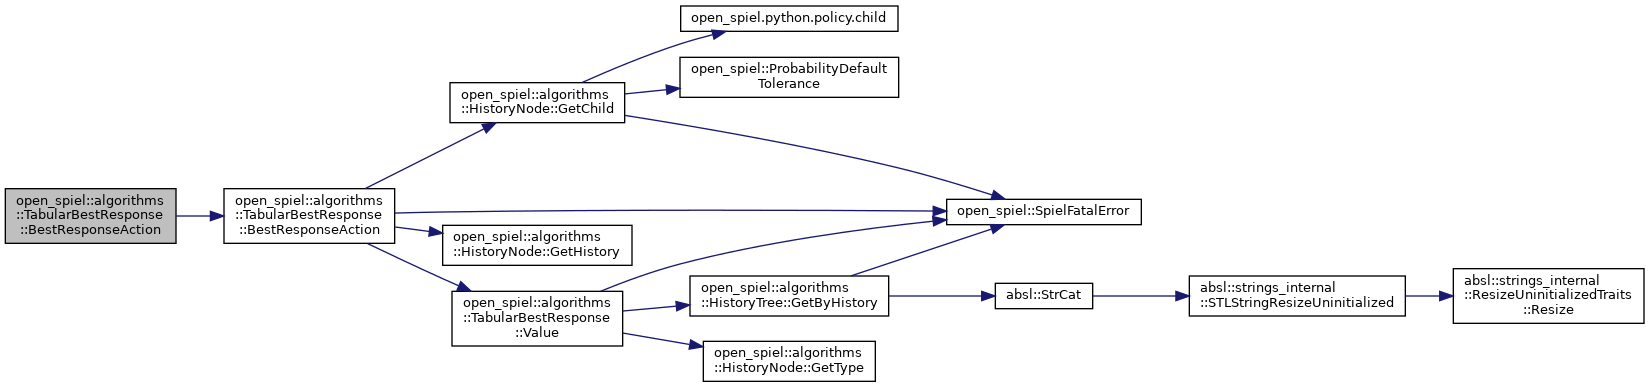 open_spiel::algorithms
::TabularBestResponse
::BestResponseAction
open_spiel::algorithms
::TabularBestResponse
::BestResponseAction
open_spiel::algorithms
::HistoryNode::GetChild
open_spiel::algorithms
::HistoryNode::GetHistory
open_spiel::algorithms
::TabularBestResponse
::Value
open_spiel.python.policy.child
open_spiel::ProbabilityDefault
Tolerance
open_spiel::algorithms
::HistoryTree::GetByHistory
open_spiel::algorithms
::HistoryNode::GetType
open_spiel::SpielFatalError
absl::StrCat
absl::strings_internal
::STLStringResizeUninitialized
absl::strings_internal
::ResizeUninitializedTraits
::Resize